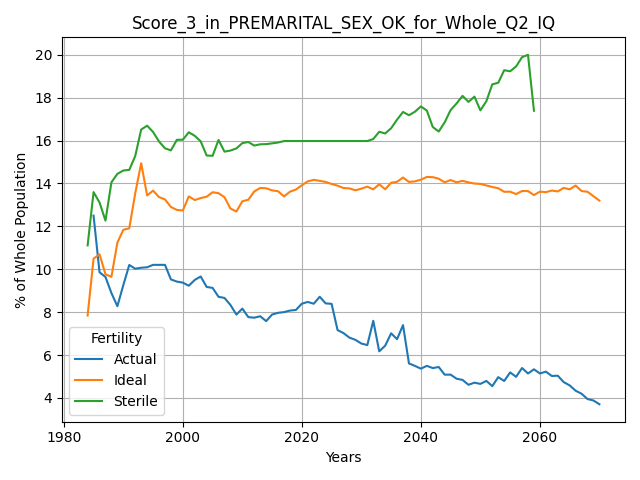 Score_3_in_PREMARITAL_SEX_OK_for_Whole_Q2_IQ
% of Whole Population
20
18
16
14
12
10
8
6
4
Fertility
Actual
Ideal
Sterile
1980
2000
2020
2040
2060
Years